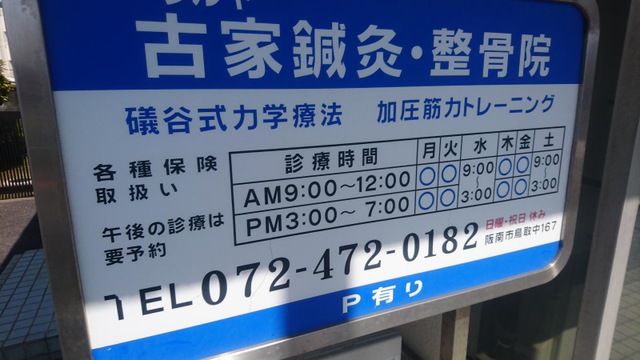 古家鍼灸・整骨院
礒谷式力学療法 加圧筋力トレーニング
各種保険
取扱い
午後の診療は
要予約
診療時間 月 火 水 木 金 土
AM9:00〜12:00 ○ ○ 9:00〜3:00 ○ ○ 9:00〜3:00
PM3:00〜7:00 ○ ○ ○ ○
日曜・祝日 休み
TEL 072-472-0182 阪南市鳥取中167
P有り